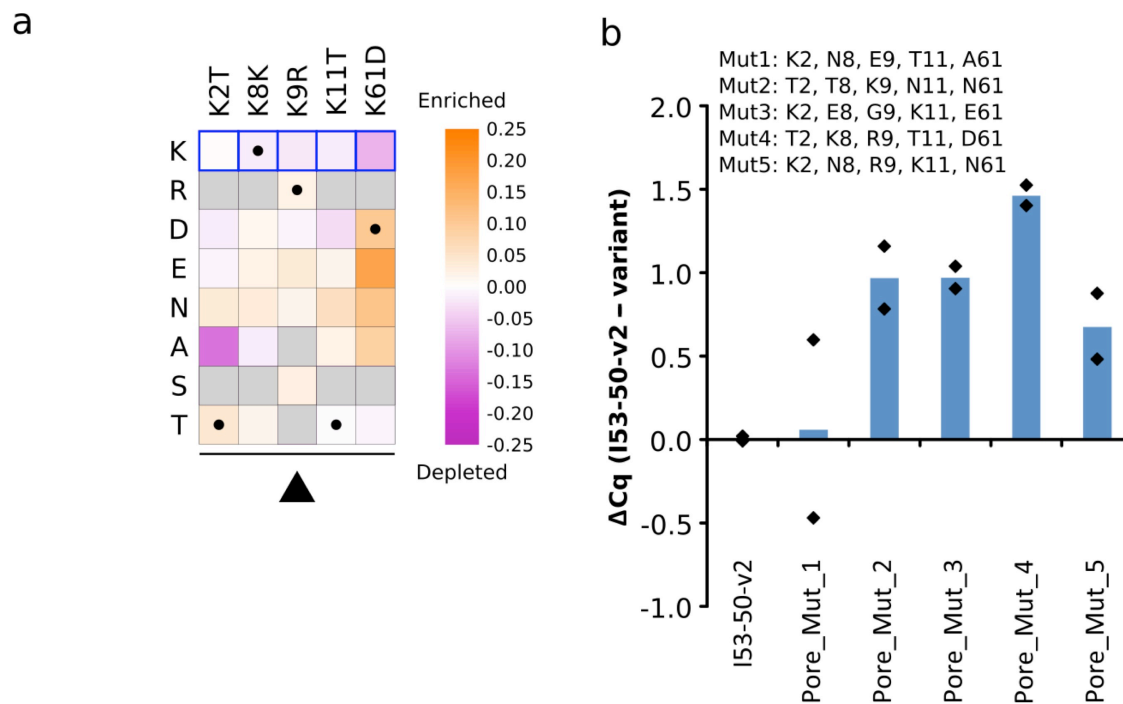 a
K2T K8K K9R K11T K61D
Enriched
K
R
D
E
N
A
S
T
0.25
0.20
0.15
0.10
0.05
0.00
-0.05
-0.10
-0.15
-0.20
-0.25
Depleted
b
Mut1: K2, N8, E9, T11, A61
Mut2: T2, T8, K9, N11, N61
Mut3: K2, E8, G9, K11, E61
Mut4: T2, K8, R9, T11, D61
Mut5: K2, N8, R9, K11, N61
ΔCq (I53-50-v2 – variant)
2.0
1.5
1.0
0.5
0.0
-0.5
-1.0
I53-50-v2
Pore_Mut_1
Pore_Mut_2
Pore_Mut_3
Pore_Mut_4
Pore_Mut_5